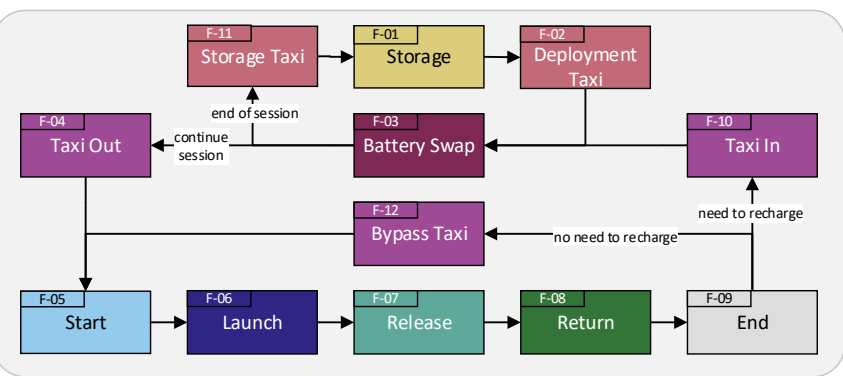 F-11
Storage Taxi
F-01
Storage
F-02
Deployment
Taxi
end of session
F-04
Taxi Out
continue
session
F-03
Battery Swap
F-10
Taxi In
need to recharge
F-12
Bypass Taxi
no need to recharge
F-05
Start
F-06
Launch
F-07
Release
F-08
Return
F-09
End